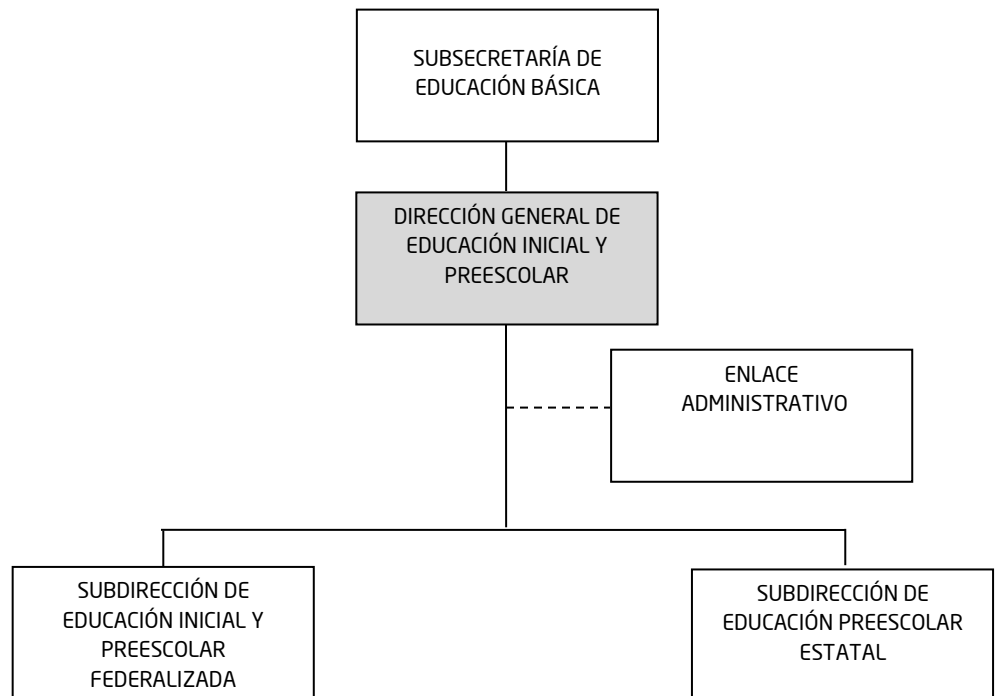 SUBSECRETARÍA DE
EDUCACIÓN BÁSICA
DIRECCIÓN GENERAL DE
EDUCACIÓN INICIAL Y
PREESCOLAR
ENLACE
ADMINISTRATIVO
SUBDIRECCIÓN DE
EDUCACIÓN INICIAL Y
PREESCOLAR
FEDERALIZADA
SUBDIRECCIÓN DE
EDUCACIÓN PREESCOLAR
ESTATAL